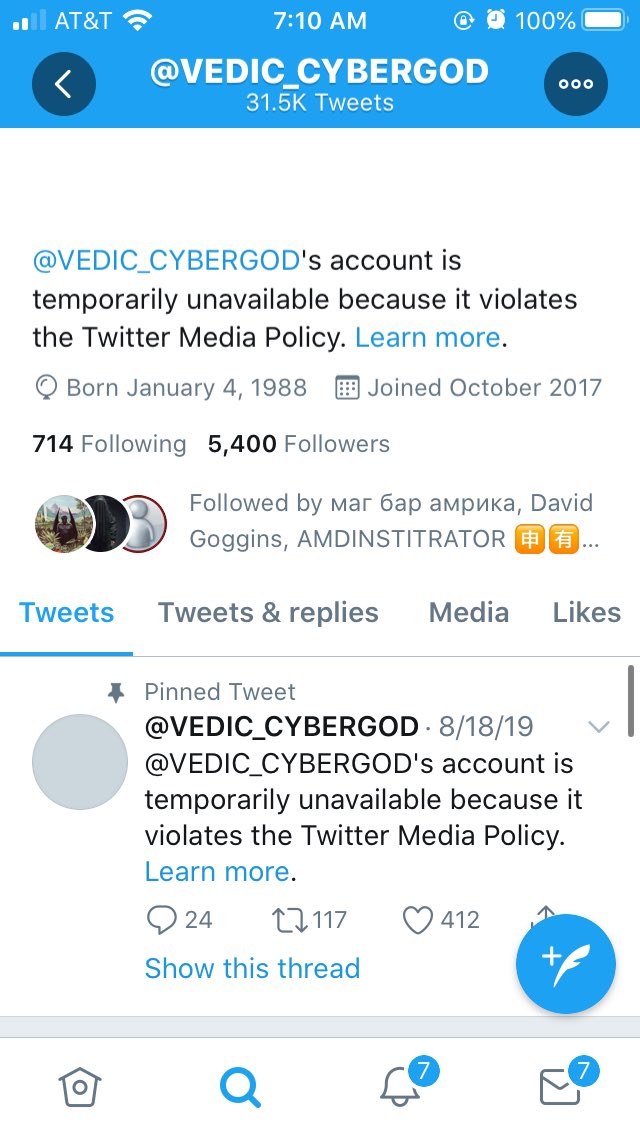 AT&T 7:10 AM 100%
@VEDIC_CYBERGOD
31.5K Tweets
@VEDIC_CYBERGOD's account is
temporarily unavailable because it violates
the Twitter Media Policy. Learn more.
Born January 4, 1988 Joined October 2017
714 Following 5,400 Followers
Followed by маг бар амрика, David
Goggins, AMDINSTITRATOR 🈸🈶...
Tweets Tweets & replies Media Likes
Pinned Tweet
@VEDIC_CYBERGOD · 8/18/19
@VEDIC_CYBERGOD's account is
temporarily unavailable because it
violates the Twitter Media Policy.
Learn more.
24 117 412
Show this thread
7 7